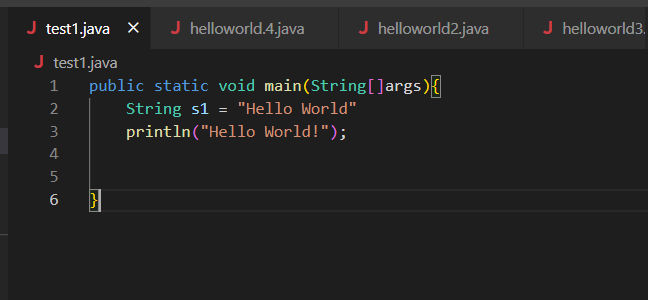 J test1.java × J helloworld.4.java J helloworld2.java J helloworld3.
J test1.java
1 public static void main(String[]args){
2 String s1 = "Hello World"
3 println("Hello World!");
4
5
6 }